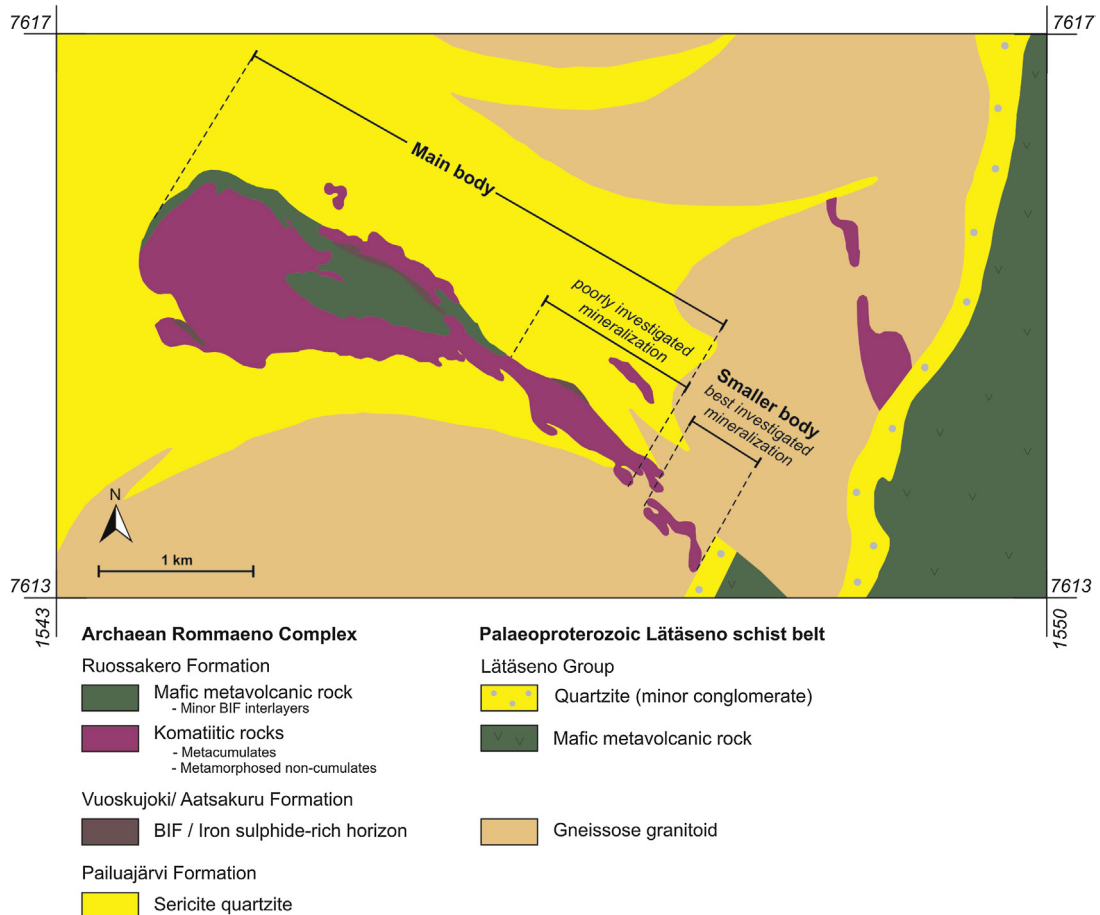 7617
7617
Main body
poorly investigated
mineralization
Smaller body
best investigated
mineralization
N
1 km
7613
7613
1543
1550
Archaean Rommaeno Complex
Ruossakero Formation
Mafic metavolcanic rock
- Minor BIF interlayers
Komatiitic rocks
- Metacumulates
- Metamorphosed non-cumulates
Vuoskujoki/ Aatsakuru Formation
BIF / Iron sulphide-rich horizon
Pailuajärvi Formation
Sericite quartzite
Palaeoproterozoic Lätäseno schist belt
Lätäseno Group
Quartzite (minor conglomerate)
Mafic metavolcanic rock
Gneissose granitoid